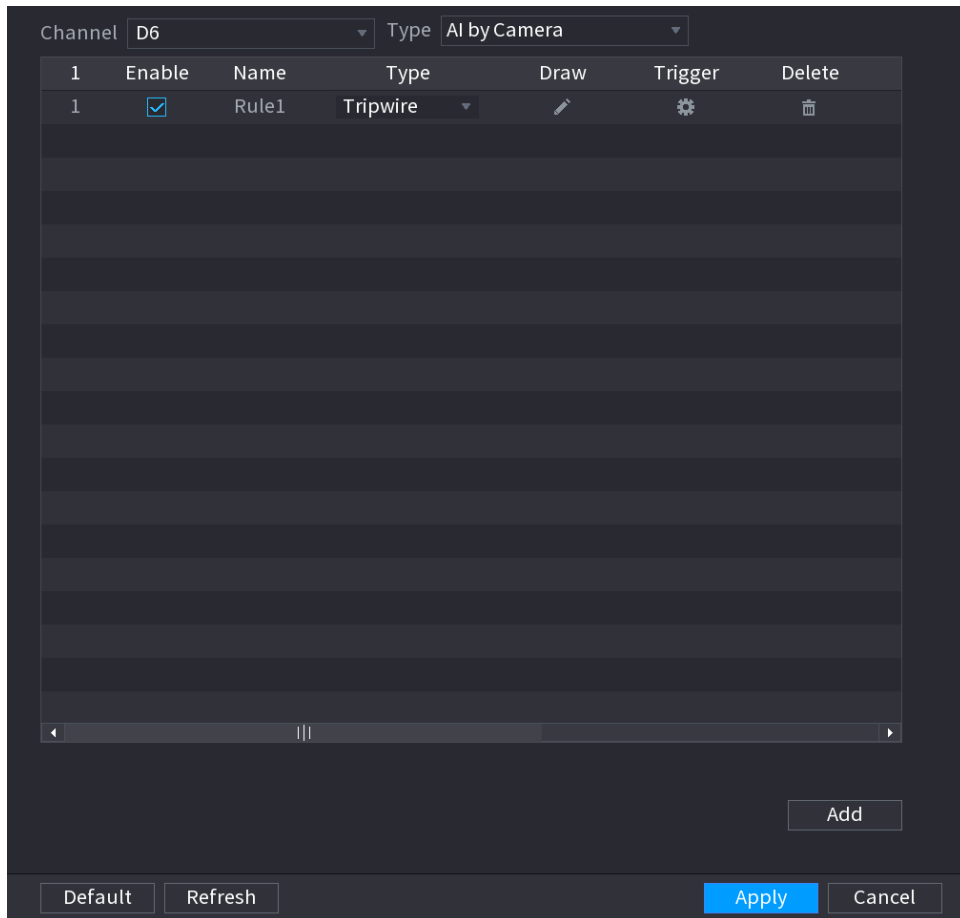 Channel D6 Type AI by Camera
1 Enable Name Type Draw Trigger Delete
1 Rule1 Tripwire
Add
Default Refresh Apply Cancel